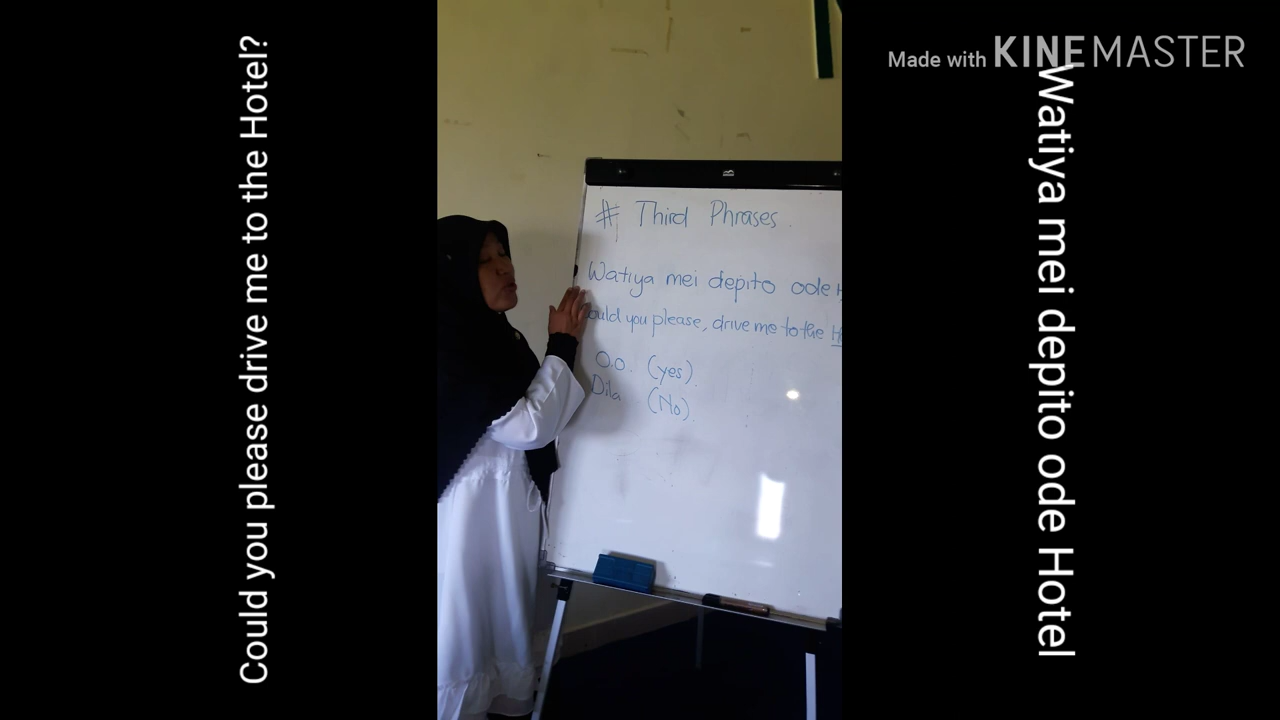 Could you please drive me to the Hotel?
Made with KINEMASTER
# Third Phrases.
Watiya mei depito ode
ould you please, drive me to the
O.o. (yes).
Dila (No).
Watiya mei depito ode Hotel